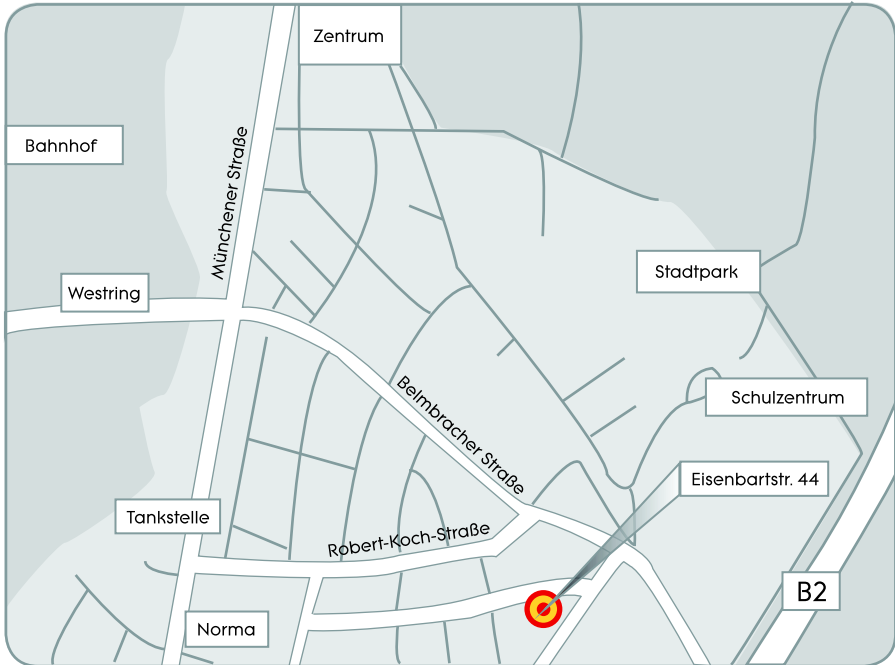 Zentrum
Bahnhof
Münchener Straße
Stadtpark
Westring
Schulzentrum
Belmbracher Straße
Eisenbartstr. 44
Tankstelle
Robert-Koch-Straße
B2
Norma